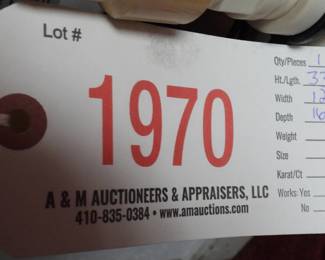 Lot #
1970
A & M AUCTIONEERS & APPRAISERS, LLC
410-835-0384 • www.amauctions.com
Qty/Pieces 1
Ht./Lgth.
Width
Depth
Weight
Size
Karat/Ct
Works: Yes
No